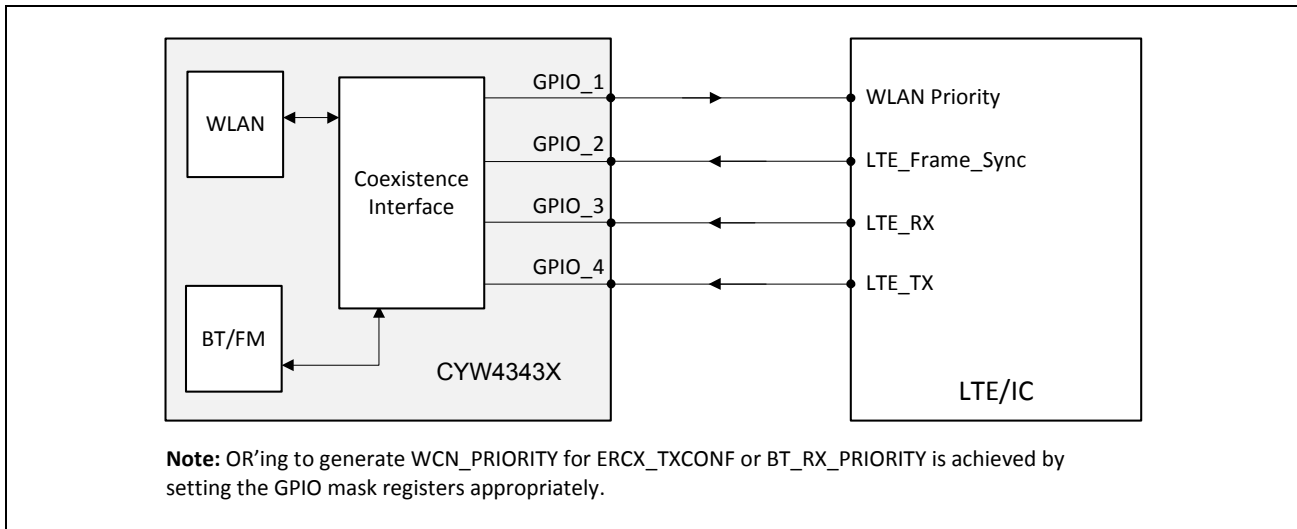 WLAN
BT/FM
Coexistence
Interface
GPIO_1
GPIO_2
GPIO_3
GPIO_4
CYW4343X
WLAN Priority
LTE_Frame_Sync
LTE_RX
LTE_TX
LTE/IC
Note: OR’ing to generate WCN_PRIORITY for ERCX_TXCONF or BT_RX_PRIORITY is achieved by
setting the GPIO mask registers appropriately.